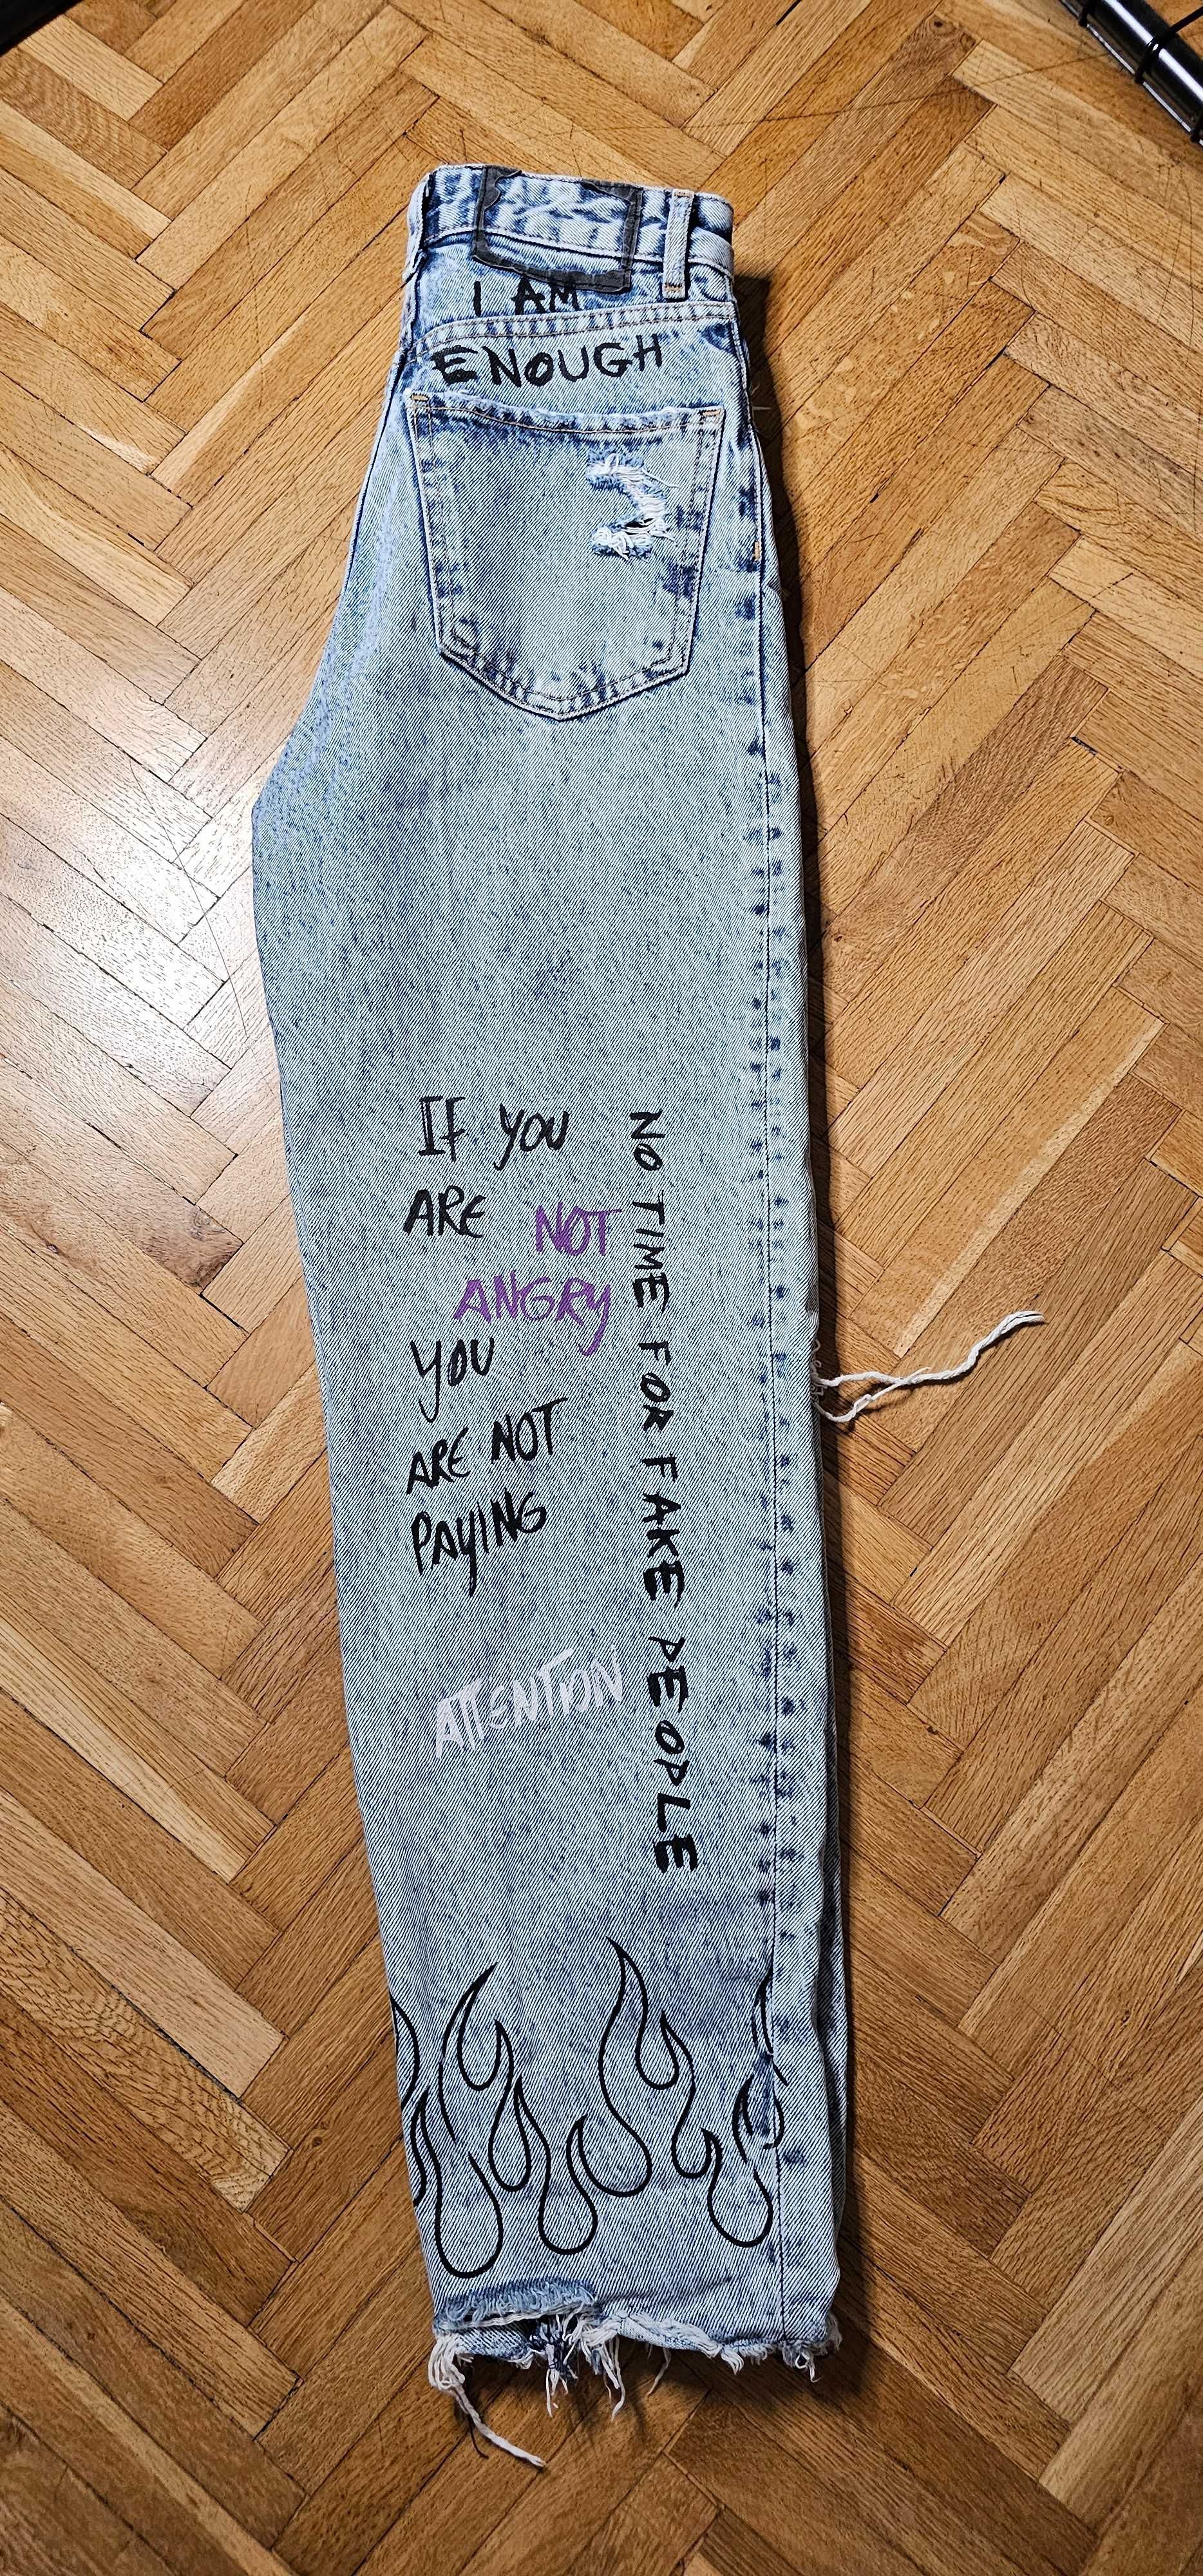 I AM
ENOUGH
IF YOU
ARE NOT
ANGRY
YOU
ARE NOT
PAYING
ATTENTION
NO TIME FOR FAKE PEOPLE